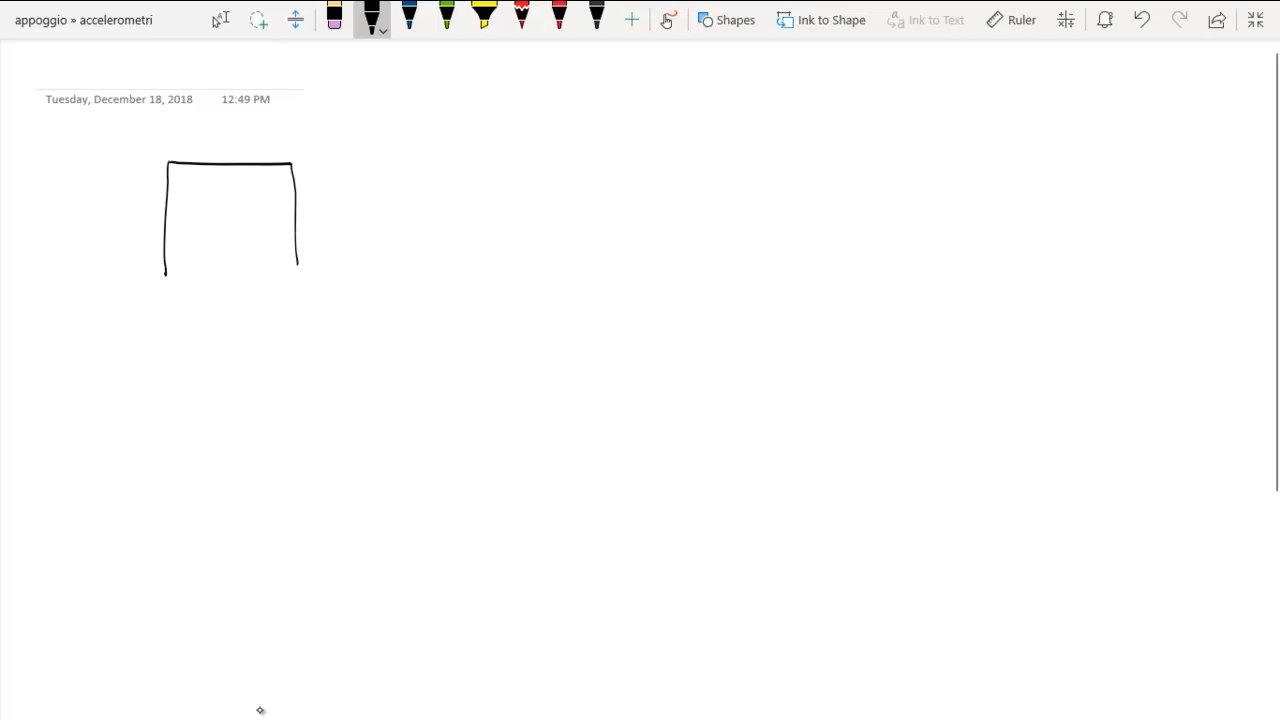 appoggio » accelerometri
Shapes
Ink to Shape
Ink to Text
Ruler
Tuesday, December 18, 2018 12:49 PM